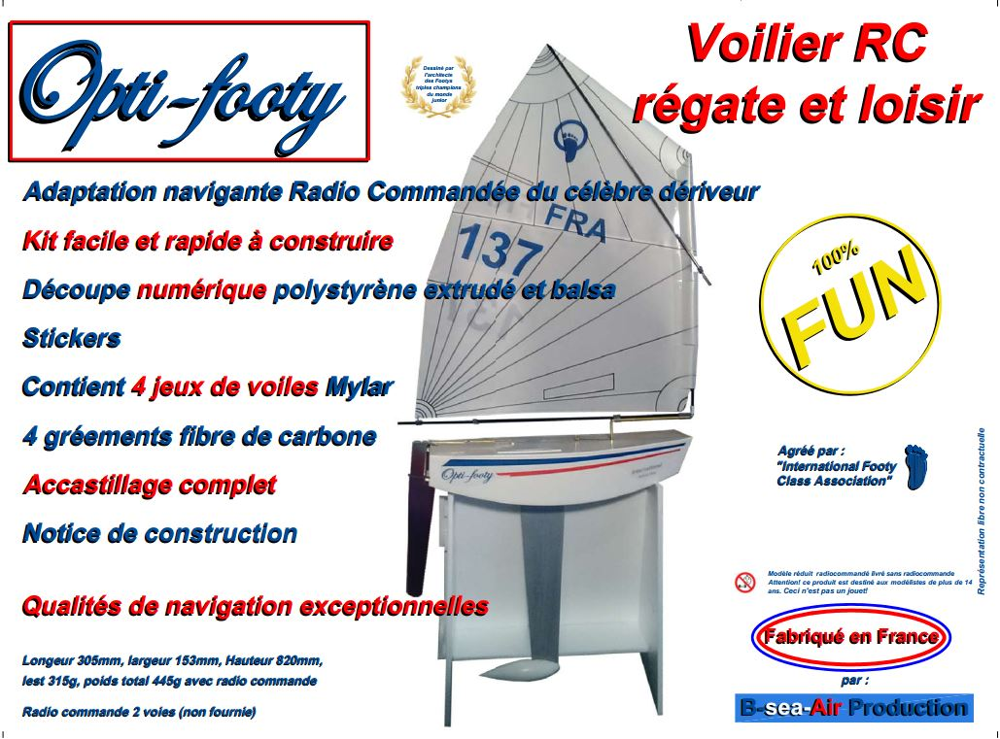 Opti-footy
Dessiné par
l'architecte
des Footys
triples champions
du monde
junior
Voilier RC
régate et loisir
Adaptation navigante Radio Commandée du célèbre dériveur
Kit facile et rapide à construire
Découpe numérique polystyrène extrudé et balsa
Stickers
Contient 4 jeux de voiles Mylar
4 gréements fibre de carbone
Accastillage complet
Notice de construction
Qualités de navigation exceptionnelles
Longeur 305mm, largeur 153mm, Hauteur 820mm,
lest 315g, poids total 445g avec radio commande
Radio commande 2 voies (non fournie)
FRA
137
Opti-footy
100%
FUN
Agréé par :
"International Footy
Class Association"
Représentation libre non contractuelle
Modèle réduit radiocommandé livré sans radiocommande
Attention! ce produit est destiné aux modélistes de plus de 14
ans. Ceci n'est pas un jouet!
Fabriqué en France
par :
B-sea-Air Production